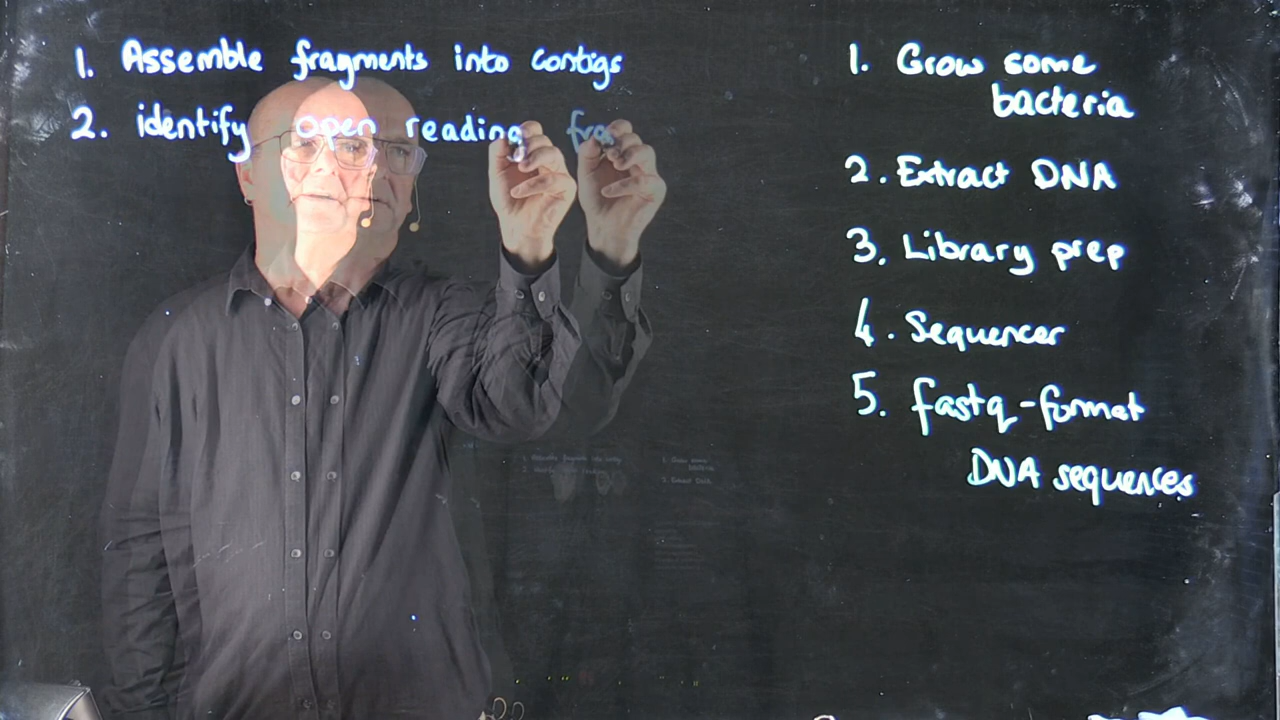 1. Assemble fragments into contigs
2. identify open reading fra
1. Grow some
bacteria
2. Extract DNA
3. Library prep
4. Sequencer
5. fastq-format
DNA sequences